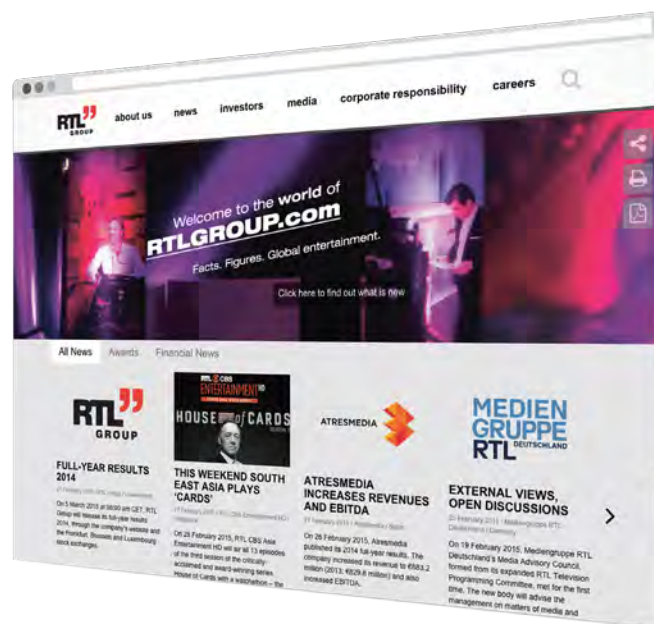 RTL GROUP
about us news investors media corporate responsibility careers
Welcome to the world of
RTLGROUP.com
Facts. Figures. Global entertainment.
Click here to find out what is new
All News Awards Financial News
RTL
GROUP
FULL-YEAR RESULTS
2014
On 5 March 2015 at 08:00 am CET, RTL
Group will release its full-year results
2014, through the company's website and
the Frankfurt, Brussels and Luxembourg
stock exchanges.
RTL CBS
ENTERTAINMENT HD
HOUSE of CARDS
THIS WEEKEND SOUTH
EAST ASIA PLAYS
'CARDS'
On 28 February 2015, RTL CBS Asia
Entertainment HD will air all 13 episodes
of the third season of the critically-
acclaimed and award-winning series
House of Cards with a watchathon – the
ATRESMEDIA
ATRESMEDIA
INCREASES REVENUES
AND EBITDA
On 26 February 2015, Atresmedia
published its 2014 full-year results. The
company increased its revenue to €883.2
million (2013: €829.8 million) and also
increased EBITDA.
MEDIEN
GRUPPE
RTL DEUTSCHLAND
EXTERNAL VIEWS,
OPEN DISCUSSIONS
On 19 February 2015, Mediengruppe RTL
Deutschland's Media Advisory Council,
formed from its expanded RTL Television
Programming Committee, met for the first
time. The new body will advise the
management on matters of media and